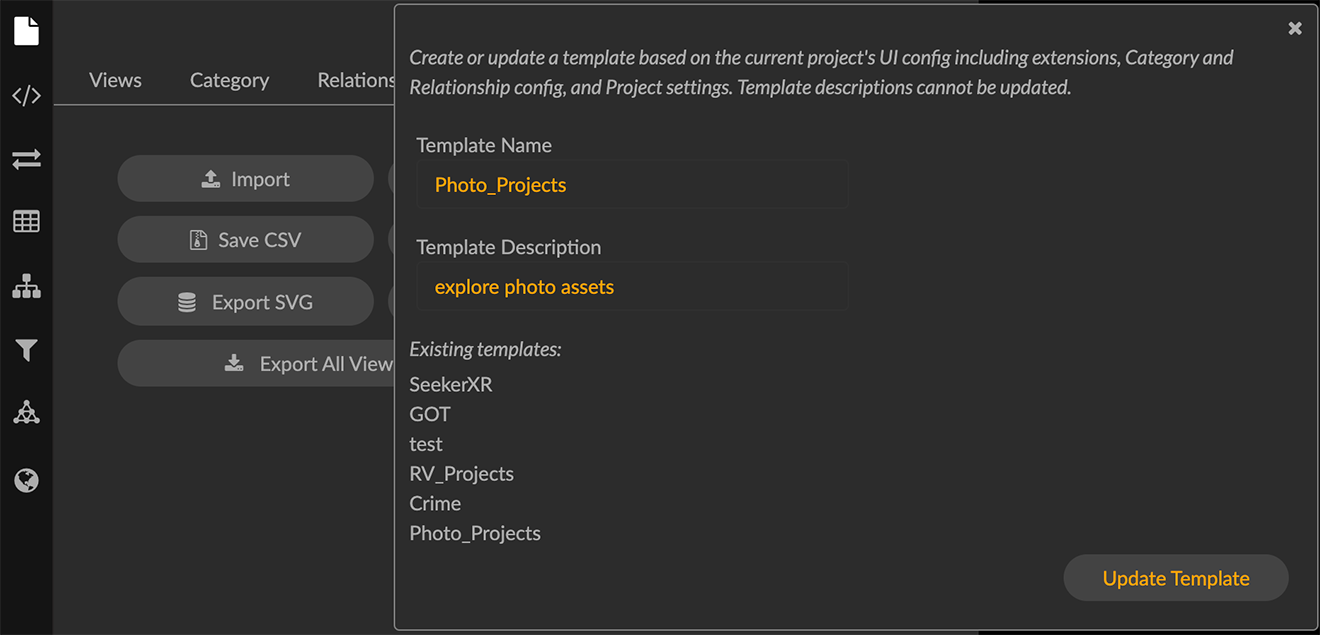 Create or update a template based on the current project's UI config including extensions, Category and
Relationship config, and Project settings. Template descriptions cannot be updated.
Views Category Relations
Template Name
Import
Photo_Projects
Save CSV
Template Description
Export SVG
explore photo assets
Export All View
Existing templates:
SeekerXR
GOT
test
RV_Projects
Crime
Photo_Projects
Update Template